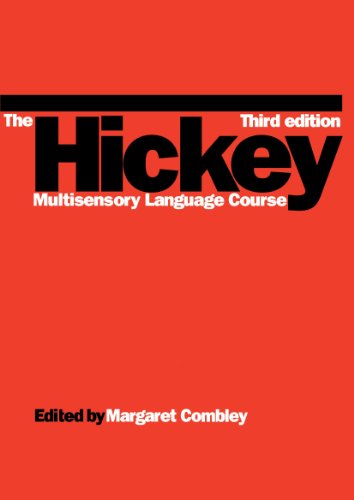 The
Third edition
Hickey
Multisensory Language Course
Edited by Margaret Combley